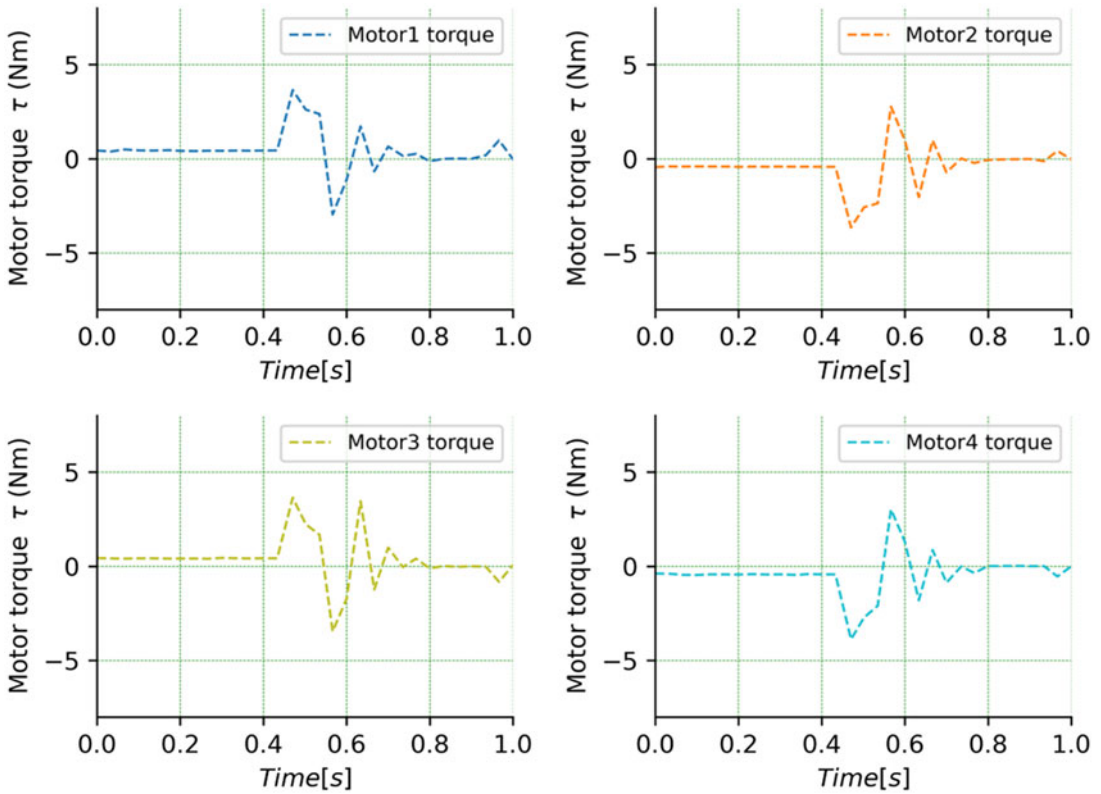 Motor1 torque
Motor torque τ (Nm)
5
0
−5
0.0 0.2 0.4 0.6 0.8 1.0
Time[s]
Motor2 torque
Motor torque τ (Nm)
5
0
−5
0.0 0.2 0.4 0.6 0.8 1.0
Time[s]
Motor3 torque
Motor torque τ (Nm)
5
0
−5
0.0 0.2 0.4 0.6 0.8 1.0
Time[s]
Motor4 torque
Motor torque τ (Nm)
5
0
−5
0.0 0.2 0.4 0.6 0.8 1.0
Time[s]